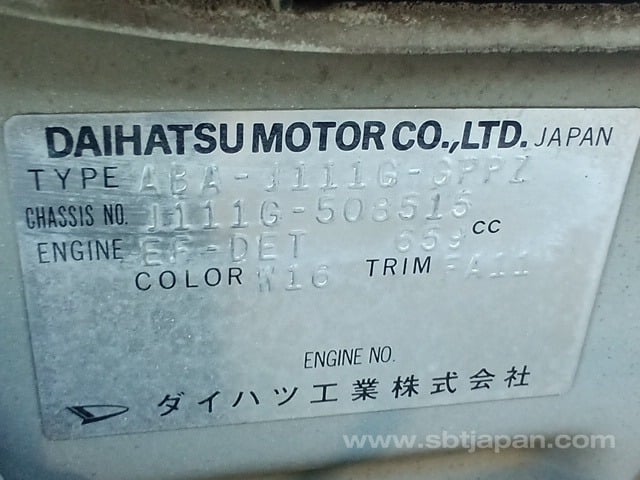 DAIHATSU MOTOR CO., LTD. JAPAN
TYPE ABA-J111G-GPPZ
CHASSIS NO. J111G-508515
ENGINE EF-DET 659 CC
COLOR W16 TRIM FA11
ENGINE NO.
ダイハツ工業株式会社
www.sbtjapan.com